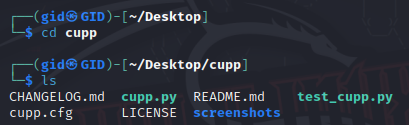 ┌──(gid㉿GID)-[~/Desktop]
└─$ cd cupp
┌──(gid㉿GID)-[~/Desktop/cupp]
└─$ ls
CHANGELOG.md cupp.py README.md test_cupp.py
cupp.cfg LICENSE screenshots